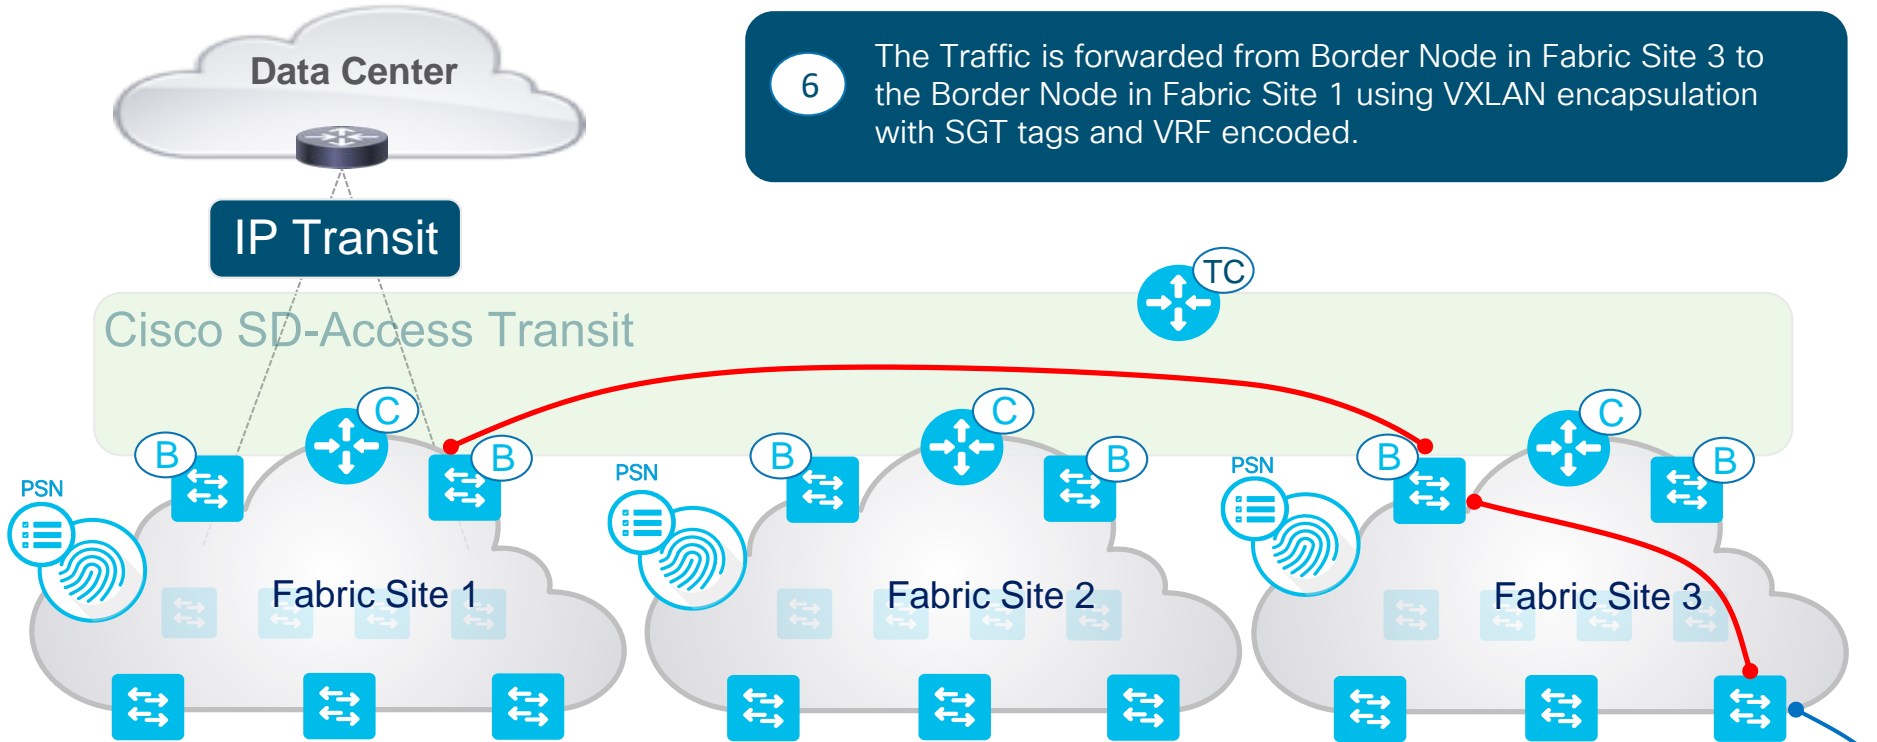 Data Center
6
The Traffic is forwarded from Border Node in Fabric Site 3 to
the Border Node in Fabric Site 1 using VXLAN encapsulation
with SGT tags and VRF encoded.
IP Transit
TC
Cisco SD-Access Transit
C
C
C
B
B
B
B
B
B
PSN
PSN
PSN
Fabric Site 1
Fabric Site 2
Fabric Site 3